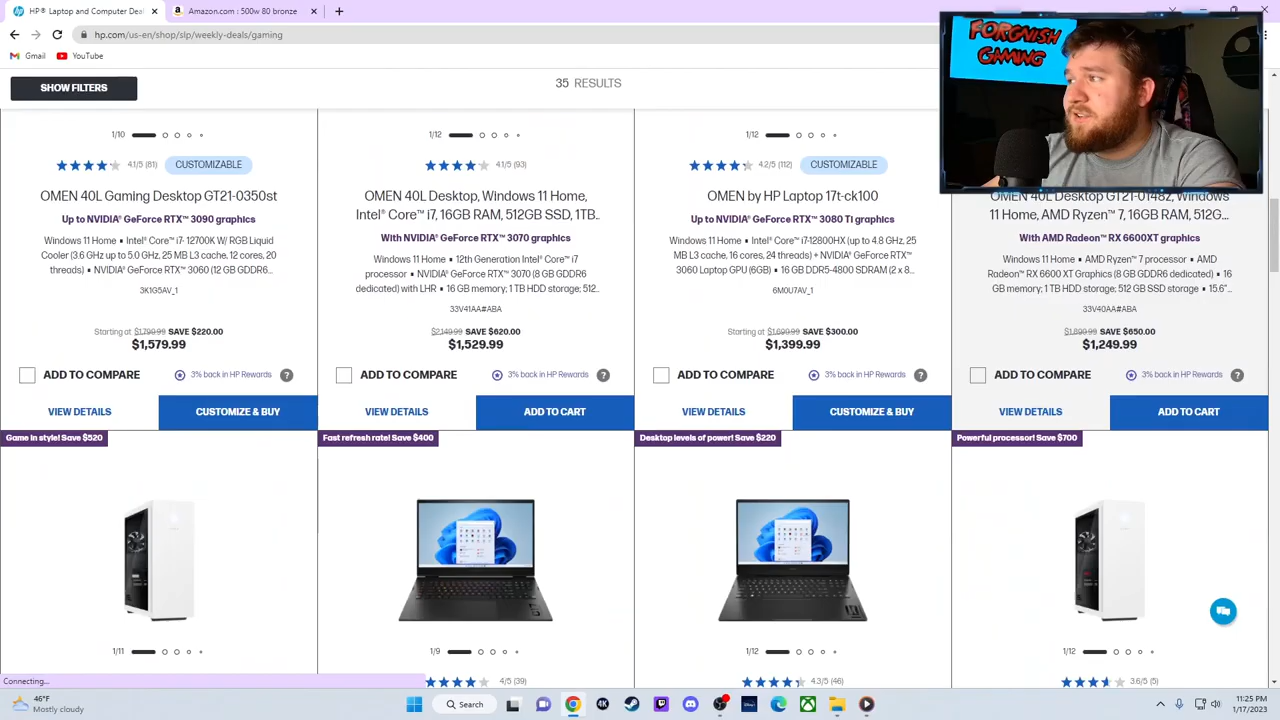 HP® Laptop and Computer Deal
Amazon.com : 500w 80 bronze
hp.com/us-en/shop/slp/weekly-deals/gaming
Gmail
YouTube
FORGNISH
GAMING
SHOW FILTERS
35 RESULTS
1/10
1/12
1/12
4.1/5 (81)
CUSTOMIZABLE
4.1/5 (93)
4.2/5 (112)
CUSTOMIZABLE
OMEN 40L Gaming Desktop GT21-0350st
Up to NVIDIA® GeForce RTX™ 3090 graphics
Windows 11 Home ▪ Intel® Core™ i7- 12700K W/ RGB Liquid
Cooler (3.6 GHz up to 5.0 GHz, 25 MB L3 cache, 12 cores, 20
threads) ▪ NVIDIA® GeForce RTX™ 3060 (12 GB GDDR6...
3K1G5AV_1
Starting at $1,799.99 SAVE $220.00
$1,579.99
OMEN 40L Desktop, Windows 11 Home,
Intel® Core™ i7, 16GB RAM, 512GB SSD, 1TB..
With NVIDIA® GeForce RTX™ 3070 graphics
Windows 11 Home ▪ 12th Generation Intel® Core™ i7
processor ▪ NVIDIA® GeForce RTX™ 3070 (8 GB GDDR6
dedicated) with LHR ▪ 16 GB memory; 1 TB HDD storage; 512...
33V41AA#ABA
$2,149.99 SAVE $620.00
$1,529.99
OMEN by HP Laptop 17t-ck100
Up to NVIDIA® GeForce RTX™ 3080 Ti graphics
Windows 11 Home ▪ Intel® Core™ i7-12800HX (up to 4.8 GHz, 25
MB L3 cache, 16 cores, 24 threads) + NVIDIA® GeForce RTX™
3060 Laptop GPU (6GB) ▪ 16 GB DDR5-4800 SDRAM (2 x 8...
6M0U7AV_1
Starting at $1,699.99 SAVE $300.00
$1,399.99
OMEN 40L Desktop GT21-0148z, Windows
11 Home, AMD Ryzen™ 7, 16GB RAM, 512G...
With AMD Radeon™ RX 6600XT graphics
Windows 11 Home ▪ AMD Ryzen™ 7 processor ▪ AMD
Radeon™ RX 6600 XT Graphics (8 GB GDDR6 dedicated) ▪ 16
GB memory; 1 TB HDD storage; 512 GB SSD storage ▪ 15.6"...
33V40AA#ABA
$1,899.99 SAVE $650.00
$1,249.99
ADD TO COMPARE 3% back in HP Rewards ?
ADD TO COMPARE 3% back in HP Rewards ?
ADD TO COMPARE 3% back in HP Rewards ?
ADD TO COMPARE 3% back in HP Rewards ?
VIEW DETAILS CUSTOMIZE & BUY
VIEW DETAILS ADD TO CART
VIEW DETAILS CUSTOMIZE & BUY
VIEW DETAILS ADD TO CART
Game in style! Save $520
Fast refresh rate! Save $400
Desktop levels of power! Save $220
Powerful processor! Save $700
1/11
1/9
1/12
1/12
4/5 (39)
4.3/5 (46)
3.6/5 (5)
Connecting...
46°F
Mostly cloudy
Search
11:25 PM
1/17/2023